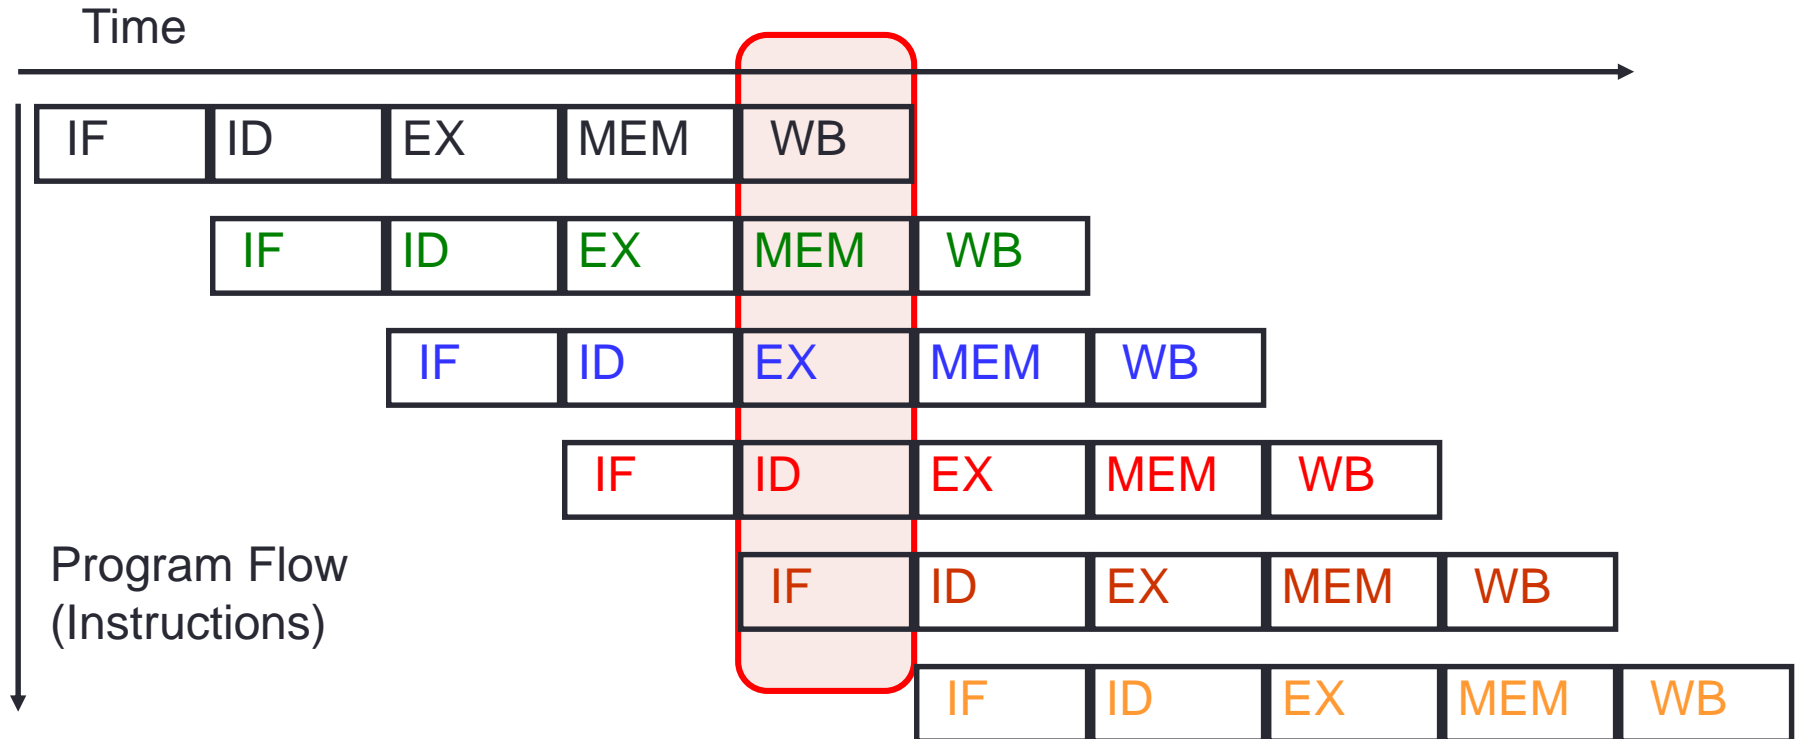 Time
IF ID EX MEM WB
IF ID EX MEM WB
IF ID EX MEM WB
IF ID EX MEM WB
Program Flow
(Instructions)
IF ID EX MEM WB
IF ID EX MEM WB